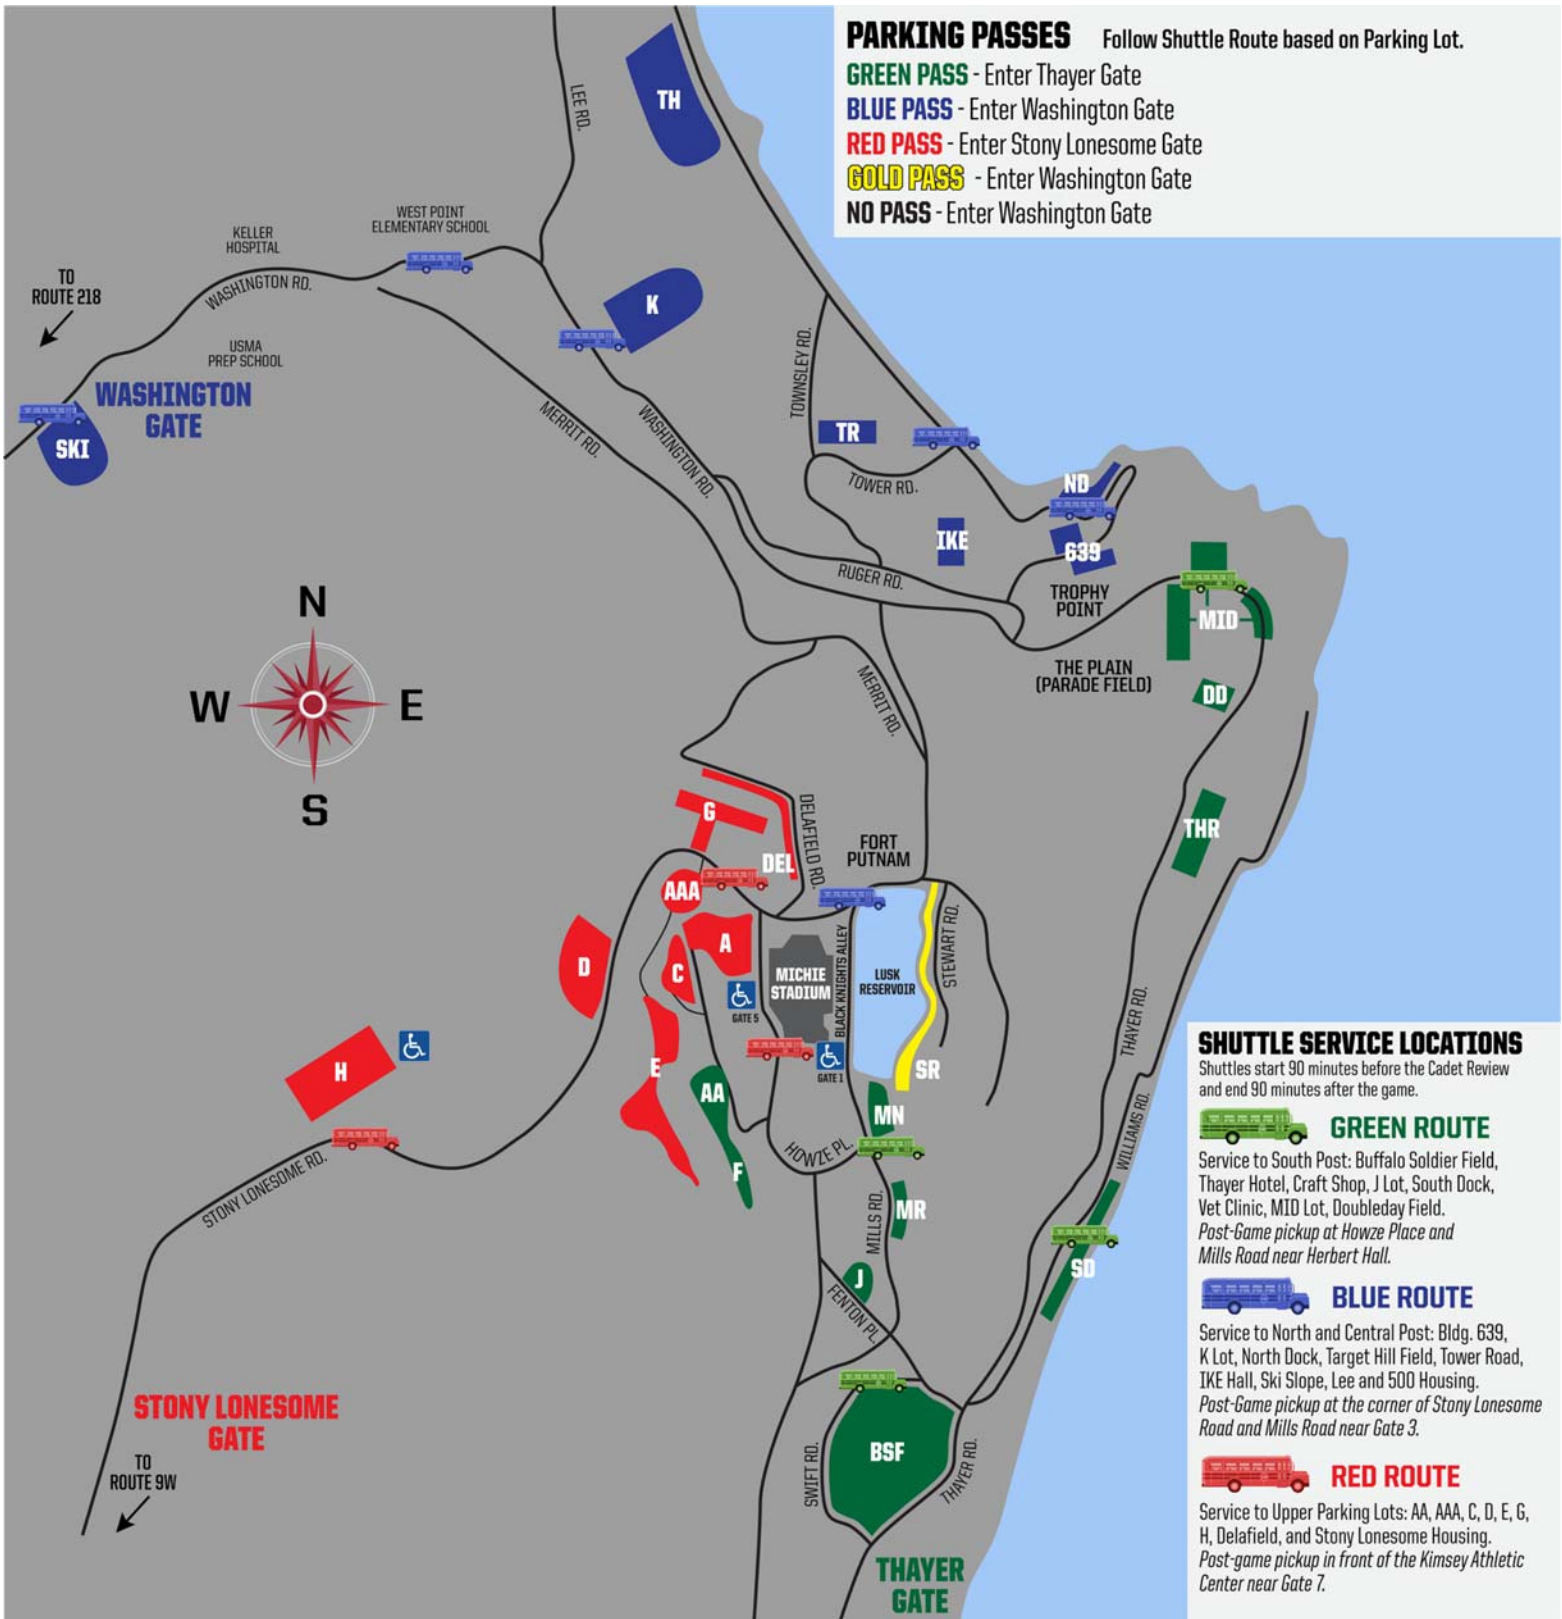 PARKING PASSES Follow Shuttle Route based on Parking Lot.
GREEN PASS - Enter Thayer Gate
BLUE PASS - Enter Washington Gate
RED PASS - Enter Stony Lonesome Gate
GOLD PASS - Enter Washington Gate
NO PASS - Enter Washington Gate
TH
LEE RD.
WEST POINT
ELEMENTARY SCHOOL
KELLER
HOSPITAL
WASHINGTON RD.
TO
ROUTE 218
USMA
PREP SCHOOL
WASHINGTON
GATE
SKI
K
MERRIT RD.
WASHINGTON RD.
TOWNSLEY RD.
TR
TOWER RD.
ND
IKE
639
RUGER RD.
TROPHY
POINT
MID
THE PLAIN
(PARADE FIELD)
DD
N
W
E
S
MERRIT RD.
G
DEL
DELAFIELD RD.
FORT
PUTNAM
THR
AAA
A
C
D
MICHIE
STADIUM
BLACK KNIGHTS ALLEY
LUSK
RESERVOIR
STEWART RD.
GATE 5
GATE 1
H
E
AA
SR
MN
F
HOWZE PL.
MR
MILLS RD.
J
FENTON PL.
THAYER RD.
WILLIAMS RD.
SD
STONY LONESOME RD.
STONY LONESOME
GATE
TO
ROUTE 9W
BSF
SWIFT RD.
THAYER RD.
THAYER
GATE
SHUTTLE SERVICE LOCATIONS
Shuttles start 90 minutes before the Cadet Review
and end 90 minutes after the game.
GREEN ROUTE
Service to South Post: Buffalo Soldier Field,
Thayer Hotel, Craft Shop, J Lot, South Dock,
Vet Clinic, MID Lot, Doubleday Field.
Post-Game pickup at Howze Place and
Mills Road near Herbert Hall.
BLUE ROUTE
Service to North and Central Post: Bldg. 639,
K Lot, North Dock, Target Hill Field, Tower Road,
IKE Hall, Ski Slope, Lee and 500 Housing.
Post-Game pickup at the corner of Stony Lonesome
Road and Mills Road near Gate 3.
RED ROUTE
Service to Upper Parking Lots: AA, AAA, C, D, E, G,
H, Delafield, and Stony Lonesome Housing.
Post-game pickup in front of the Kimsey Athletic
Center near Gate 7.